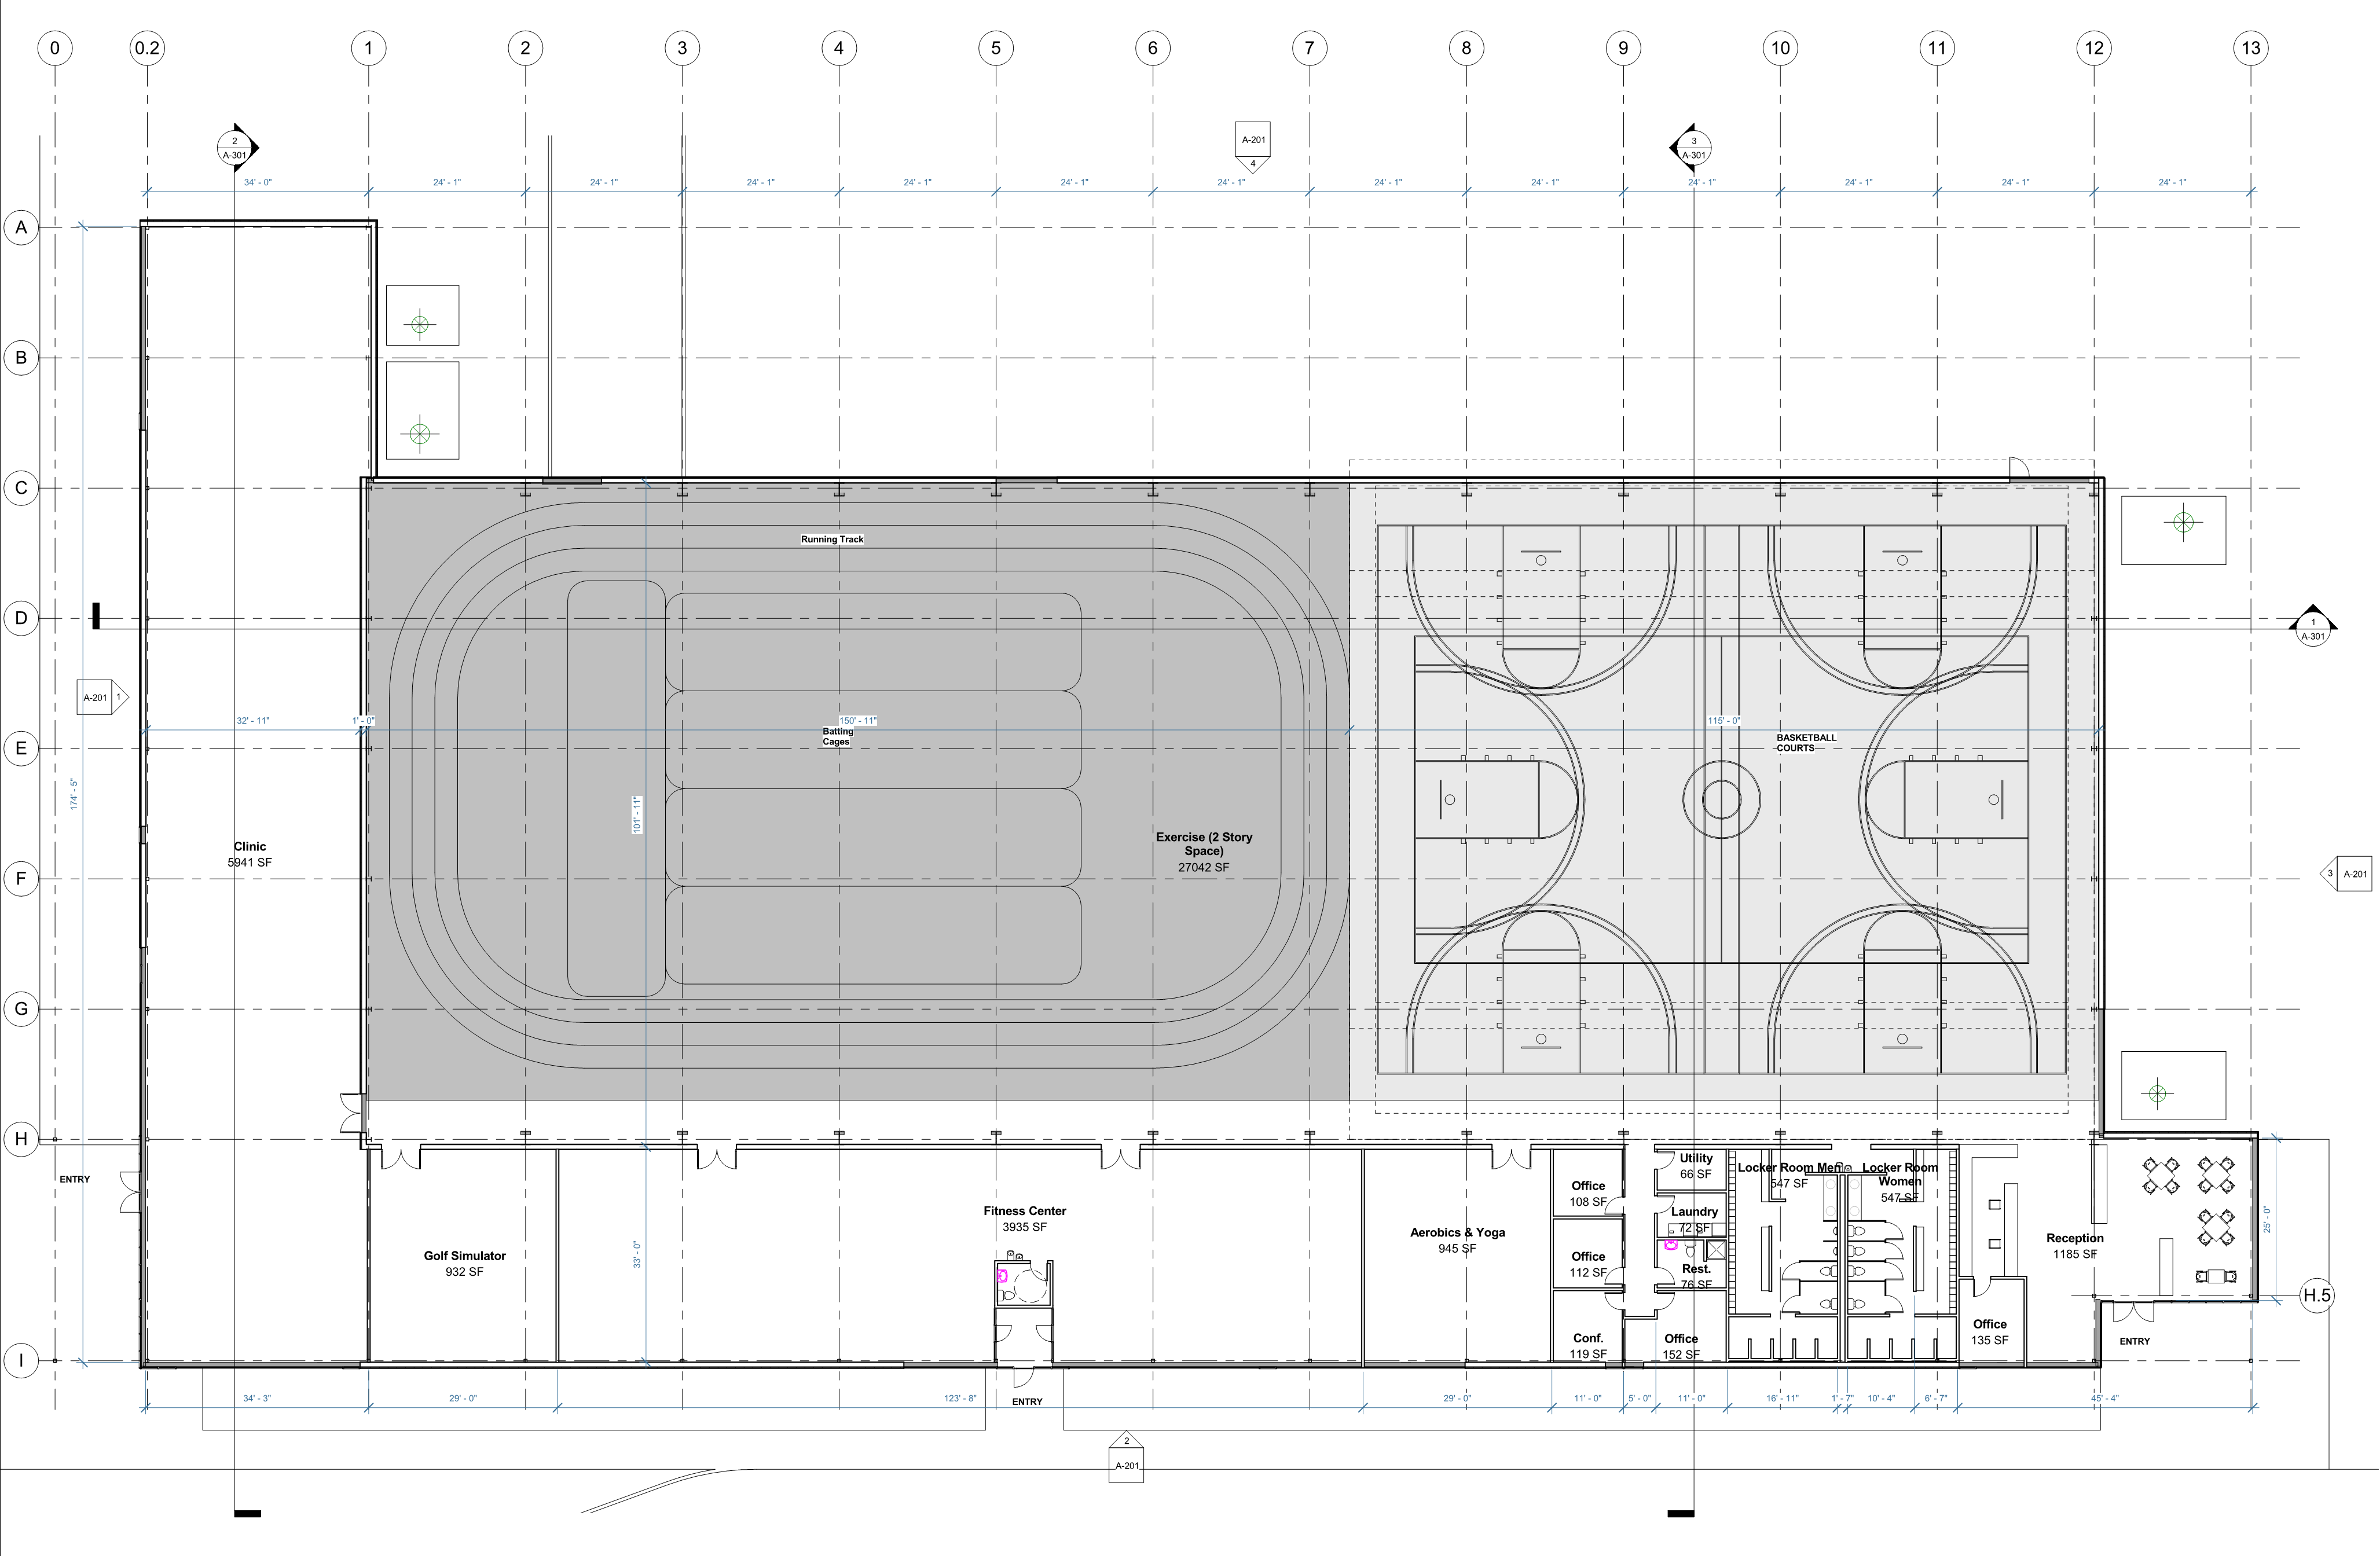 0 0.2 1 2 3 4 5 6 7 8 9 10 11 12 13
2
A-301
A-201
4
3
A-301
34' - 0" 24' - 1" 24' - 1" 24' - 1" 24' - 1" 24' - 1" 24' - 1" 24' - 1" 24' - 1" 24' - 1" 24' - 1" 24' - 1" 24' - 1"
A
B
C
Running Track
D
1
A-301
A-201 1
32' - 11" 1' - 0" 150' - 11" 115' - 0"
Batting
Cages
BASKETBALL
COURTS
E
174' - 5"
101' - 11"
Clinic
5941 SF
Exercise (2 Story
Space)
27042 SF
F
3 A-201
G
H
ENTRY
Utility
66 SF
Locker Room Men
547 SF
Locker Room
Women
547 SF
Office
108 SF
Laundry
72 SF
Fitness Center
3935 SF
Aerobics & Yoga
945 SF
Golf Simulator
932 SF
33' - 0"
Office
112 SF
Rest.
76 SF
Reception
1185 SF
25' - 0"
H.5
Conf.
119 SF
Office
152 SF
Office
135 SF
ENTRY
I
34' - 3" 29' - 0" 123' - 8" 29' - 0" 11' - 0" 5' - 0" 11' - 0" 16' - 11" 1' - 7" 10' - 4" 6' - 7" 45' - 4"
ENTRY
2
A-201